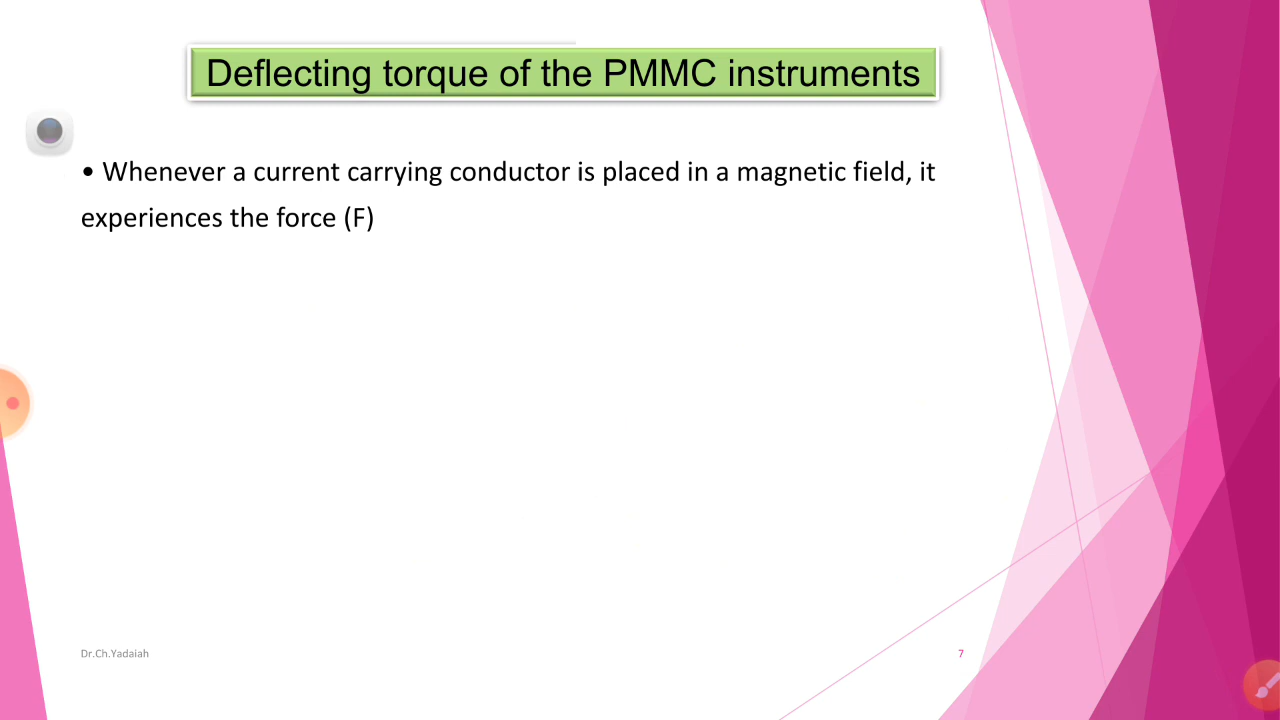 Deflecting torque of the PMMC instruments
• Whenever a current carrying conductor is placed in a magnetic field, it
experiences the force (F)
Dr.Ch.Yadaiah
7